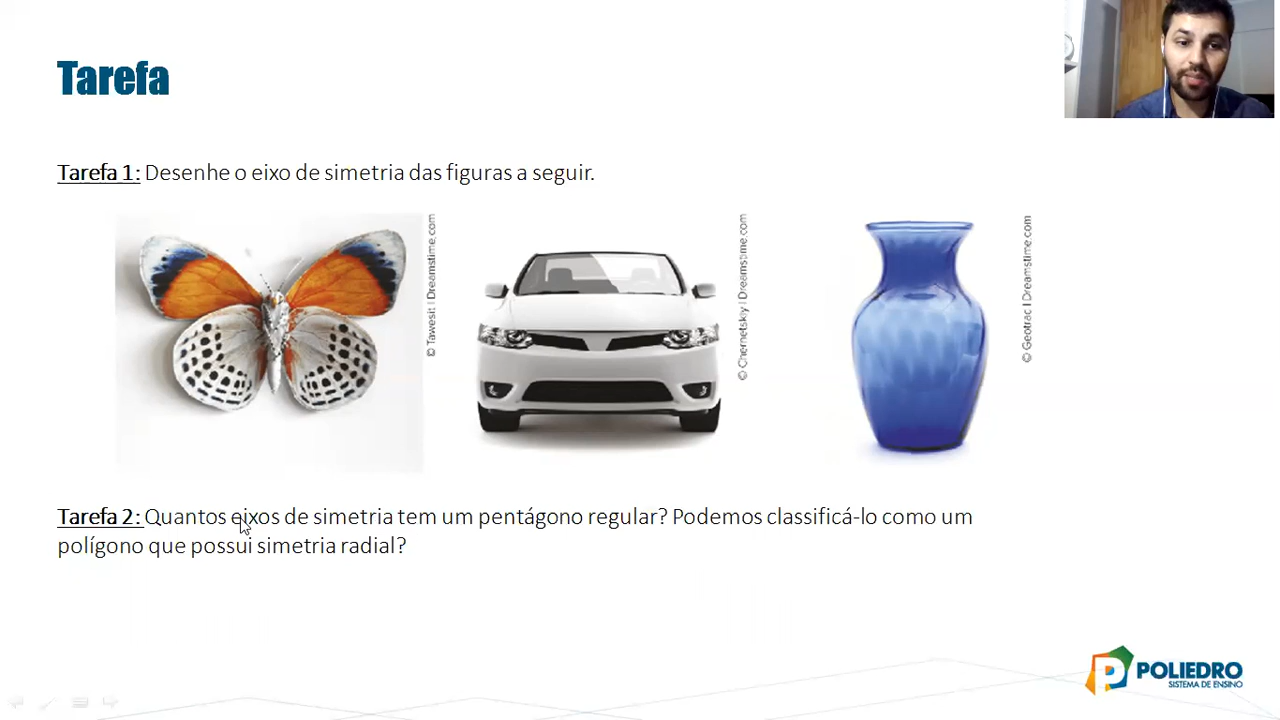 Tarefa
Tarefa 1: Desenhe o eixo de simetria das figuras a seguir.
© Tawesit | Dreamstime.com
© Chernetskiy | Dreamstime.com
© Geotrac | Dreamstime.com
Tarefa 2: Quantos eixos de simetria tem um pentágono regular? Podemos classificá-lo como um
polígono que possui simetria radial?
POLIEDRO
SISTEMA DE ENSINO